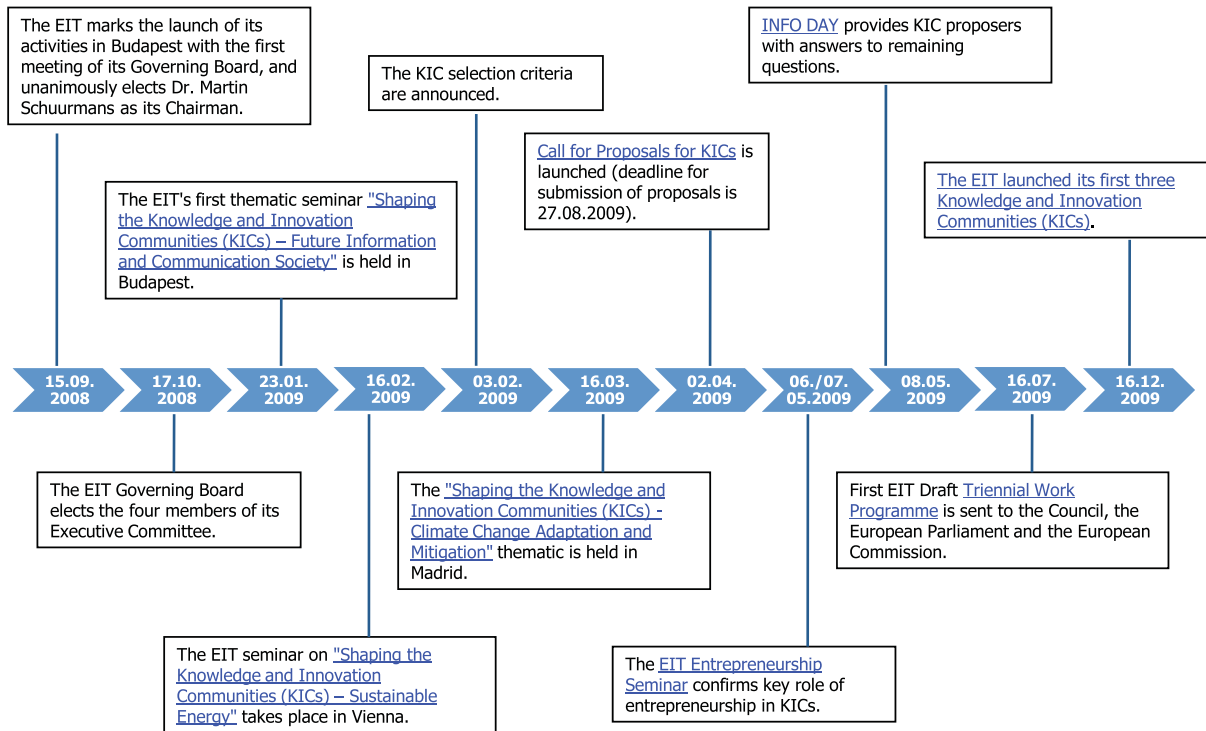 The EIT marks the launch of its
activities in Budapest with the first
meeting of its Governing Board, and
unanimously elects Dr. Martin
Schuurmans as its Chairman.
The KIC selection criteria
are announced.
INFO DAY provides KIC proposers
with answers to remaining
questions.
Call for Proposals for KICs is
launched (deadline for
submission of proposals is
27.08.2009).
The EIT's first thematic seminar "Shaping
the Knowledge and Innovation
Communities (KICs) – Future Information
and Communication Society" is held in
Budapest.
The EIT launched its first three
Knowledge and Innovation
Communities (KICs).
15.09.
2008
17.10.
2008
23.01.
2009
16.02.
2009
03.02.
2009
16.03.
2009
02.04.
2009
06./07.
05.2009
08.05.
2009
16.07.
2009
16.12.
2009
The EIT Governing Board
elects the four members of its
Executive Committee.
The "Shaping the Knowledge and
Innovation Communities (KICs) -
Climate Change Adaptation and
Mitigation" thematic is held in
Madrid.
First EIT Draft Triennial Work
Programme is sent to the Council, the
European Parliament and the European
Commission.
The EIT seminar on "Shaping the
Knowledge and Innovation
Communities (KICs) – Sustainable
Energy" takes place in Vienna.
The EIT Entrepreneurship
Seminar confirms key role of
entrepreneurship in KICs.